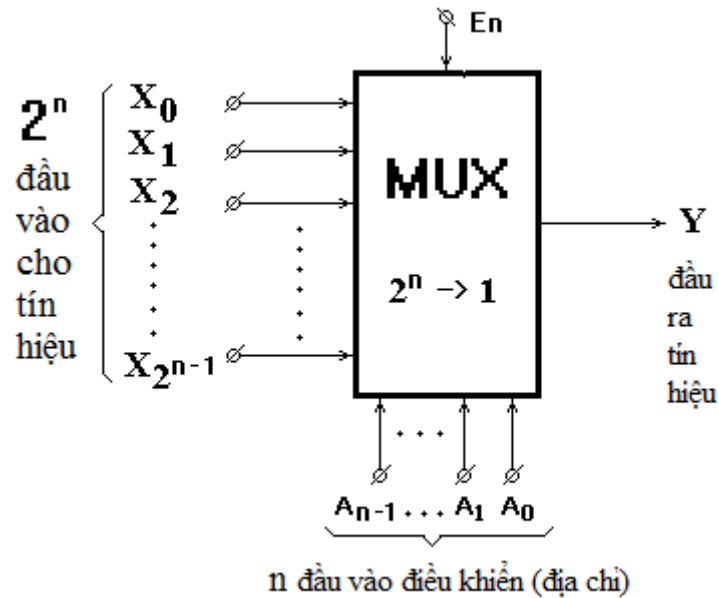 En
2ⁿ
đầu
vào
cho
tín
hiệu
X₀
X₁
X₂
X₂ⁿ⁻¹
MUX
2ⁿ -> 1
Y
đầu
ra
tín
hiệu
Aₙ₋₁ . . . A₁ A₀
n đầu vào điều khiển (địa chỉ)